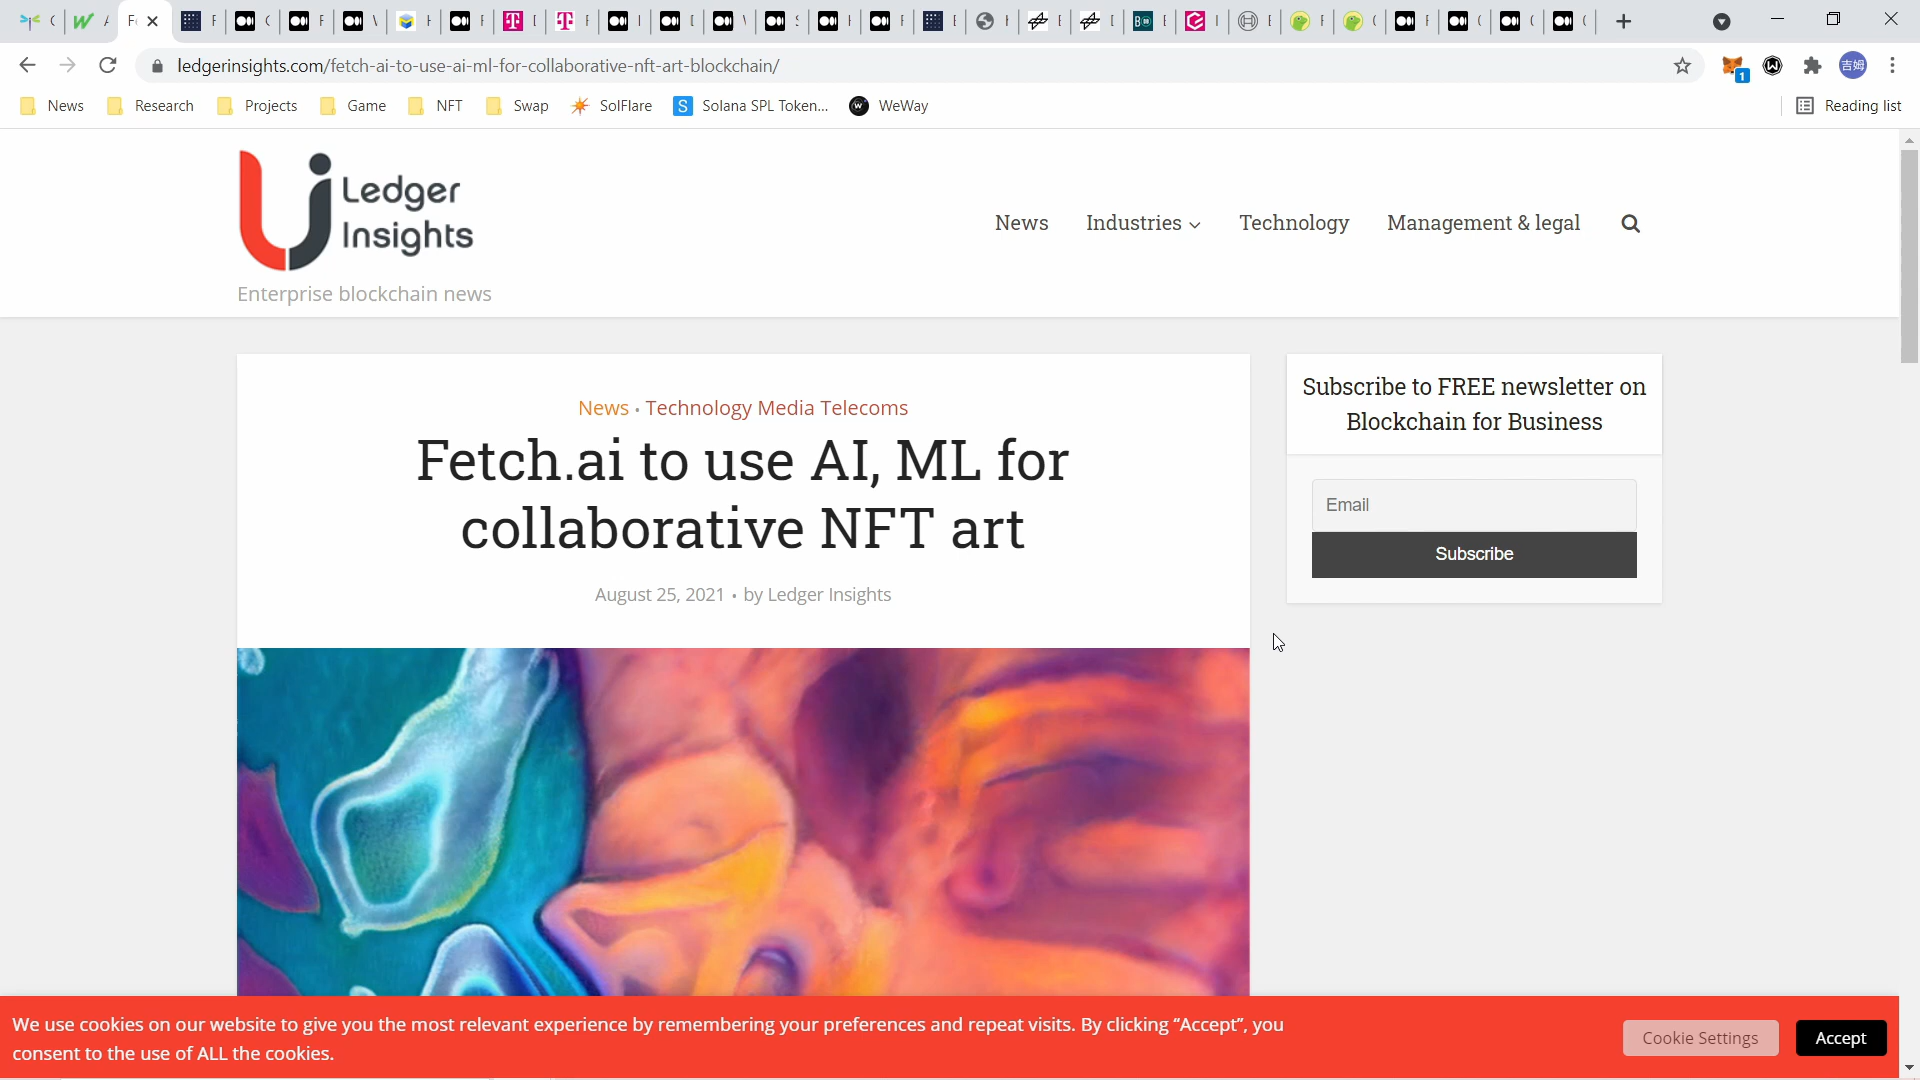 ledgerinsights.com/fetch-ai-to-use-ai-ml-for-collaborative-nft-art-blockchain/
1
吉姆
News
Research
Projects
Game
NFT
Swap
SolFlare
S
Solana SPL Token...
WeWay
Reading list
Ledger
Insights
Enterprise blockchain news
News
Industries
Technology
Management & legal
News • Technology Media Telecoms
Fetch.ai to use AI, ML for
collaborative NFT art
August 25, 2021 • by Ledger Insights
Subscribe to FREE newsletter on
Blockchain for Business
Email
Subscribe
We use cookies on our website to give you the most relevant experience by remembering your preferences and repeat visits. By clicking “Accept”, you
consent to the use of ALL the cookies.
Cookie Settings
Accept